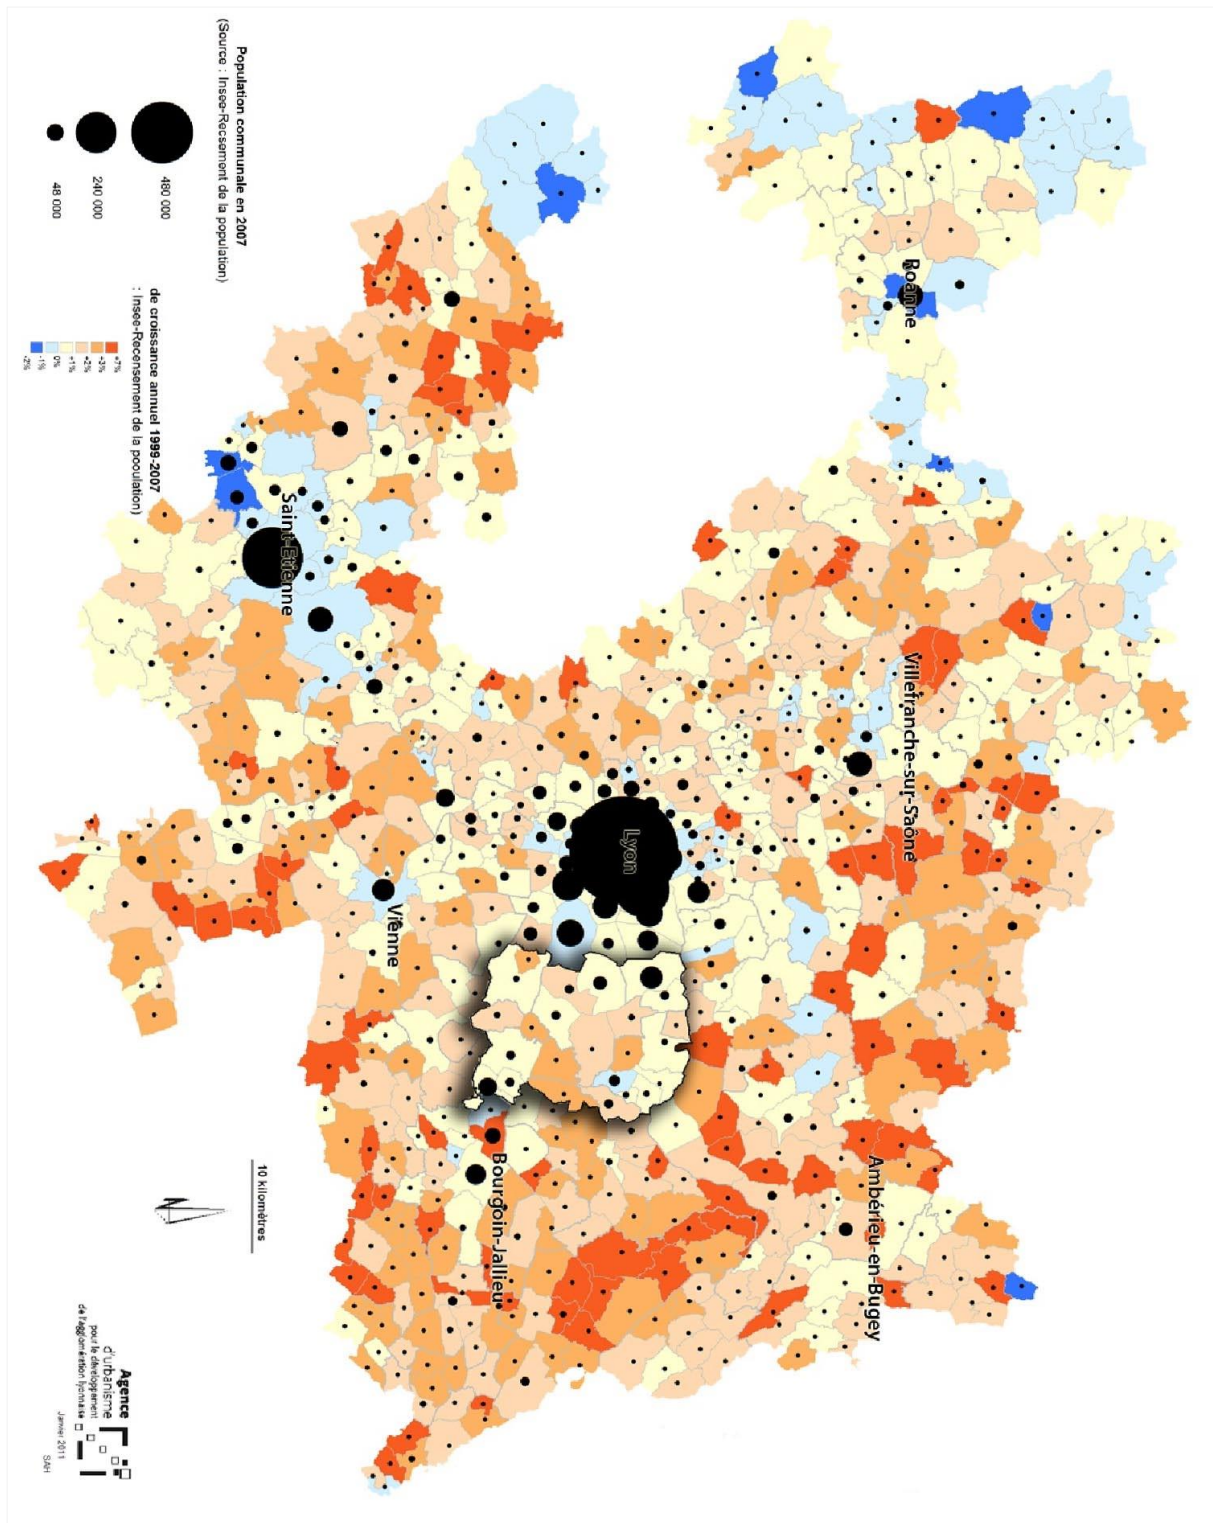 Roanne
Villefranche-sur-Saône
Ambérieu-en-Bugey
Lyon
Saint-Etienne
Vienne
Bourgoin-Jallieu
Population communale en 2007
(Source : Insee-Recsement de la population)
480 000
240 000
48 000
de croissance annuel 1999-2007
: Insee-Recensement de la population)
+7%
+3%
+2%
+1%
0%
-1%
-2%
10 kilomètres
N
Agence
d'urbanisme
pour le développement
de l'agglomération lyonnaise
Janvier 2011
SAH